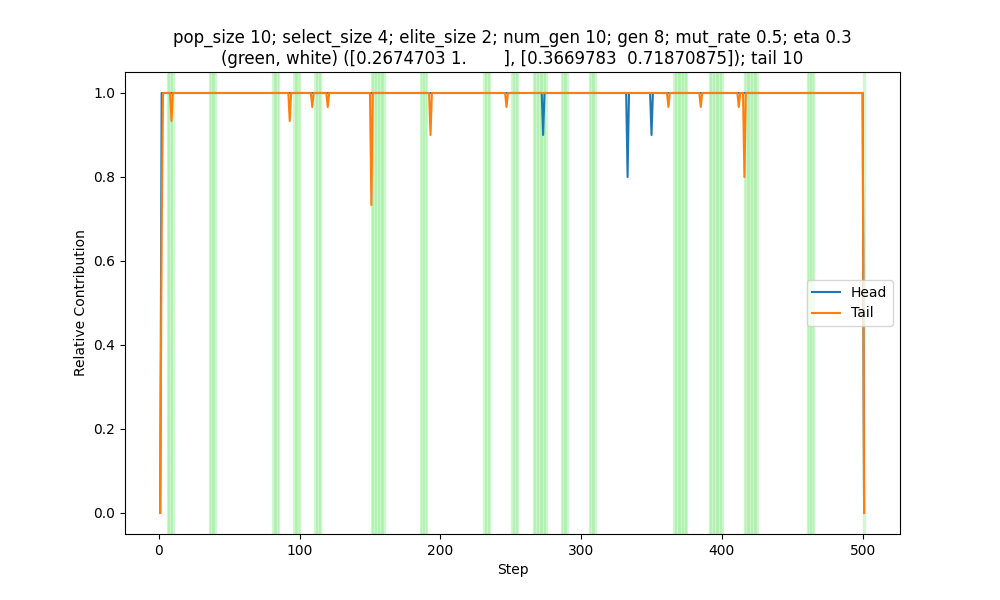 pop_size 10; select_size 4; elite_size 2; num_gen 10; gen 8; mut_rate 0.5; eta 0.3
(green, white) ([0.2674703 1.       ], [0.3669783  0.71870875]); tail 10
1.0
0.8
0.6
0.4
0.2
0.0
Relative Contribution
Head
Tail
0
100
200
300
400
500
Step